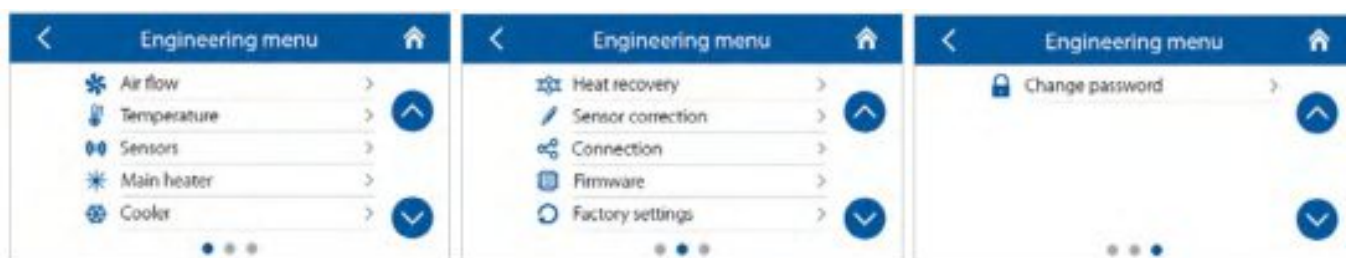 Engineering menu
Air flow
Temperature
Sensors
Main heater
Cooler
Engineering menu
Heat recovery
Sensor correction
Connection
Firmware
Factory settings
Engineering menu
Change password